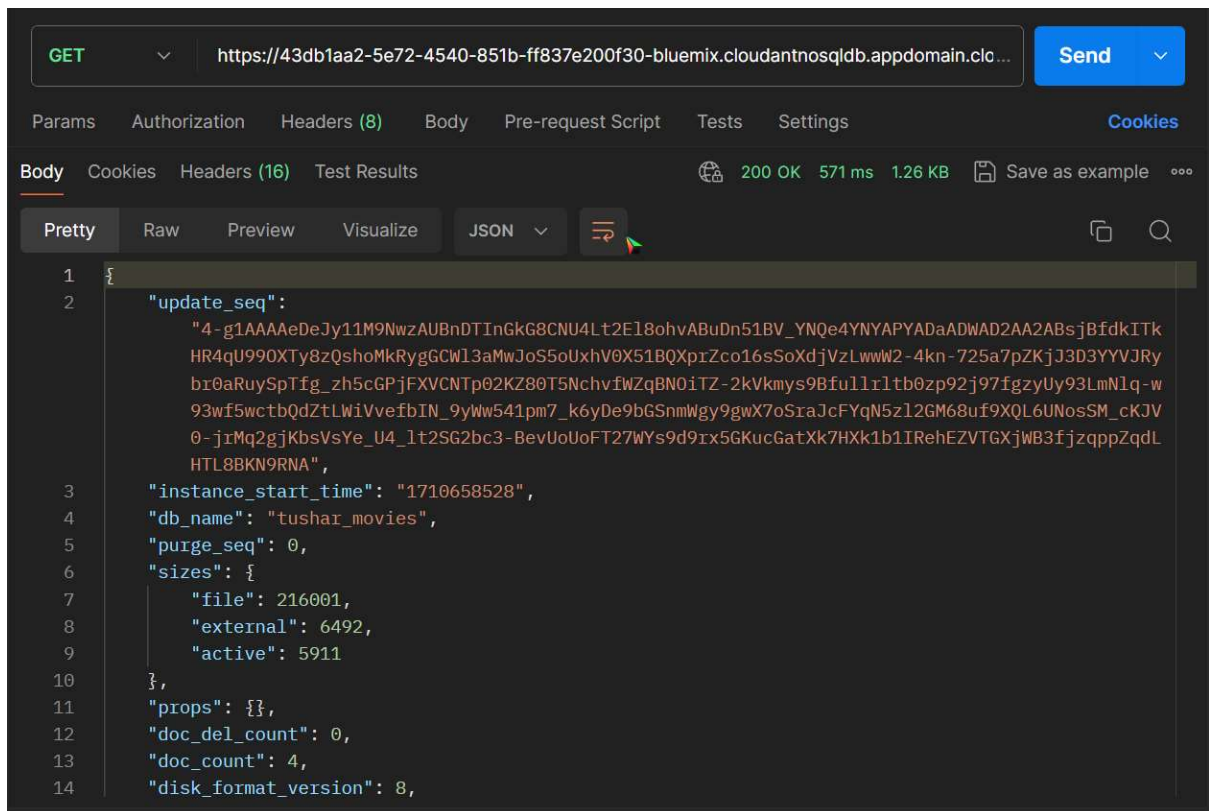 GET https://43db1aa2-5e72-4540-851b-ff837e200f30-bluemix.cloudantnosqldb.appdomain.clo... Send
Params Authorization Headers (8) Body Pre-request Script Tests Settings Cookies
Body Cookies Headers (16) Test Results 200 OK 571 ms 1.26 KB Save as example
Pretty Raw Preview Visualize JSON
1 {
2 "update_seq":
"4-g1AAAAeDeJy11M9NwzAUBnDTInGkG8CNU4Lt2El8ohvABuDn51BV_YNQe4YNYAPYADaADWAD2AA2ABsjBfdkITk
HR4qU99OXTy8zQshoMkRygGCWl3aMwJoS5oUxhV0X51BQXprZco16sSoXdjVzLwwW2-4kn-725a7pZKjJ3D3YYVJRy
br0aRuySpTfg_zh5cGPjFXVCNTp02KZ80T5NchvfWZqBNOiTZ-2kVkmys9Bfullrltb0zp92j97fgzyUy93LmNlq-w
93wf5wctbQdZtLWiVvefbIN_9yWw541pm7_k6yDe9bGSnmWgy9gwX7oSraJcFYqN5zl2GM68uf9XQL6UNosSM_cKJV
0-jrMq2gjKbsVsYe_U4_lt2SG2bc3-BevUoUoFT27WYs9d9rx5GKucGatXk7HXk1b1IRehEZVTGXjWB3fjzqppZqdL
HTL8BKN9RNA",
3 "instance_start_time": "1710658528",
4 "db_name": "tushar_movies",
5 "purge_seq": 0,
6 "sizes": {
7 "file": 216001,
8 "external": 6492,
9 "active": 5911
10 },
11 "props": {},
12 "doc_del_count": 0,
13 "doc_count": 4,
14 "disk_format_version": 8,